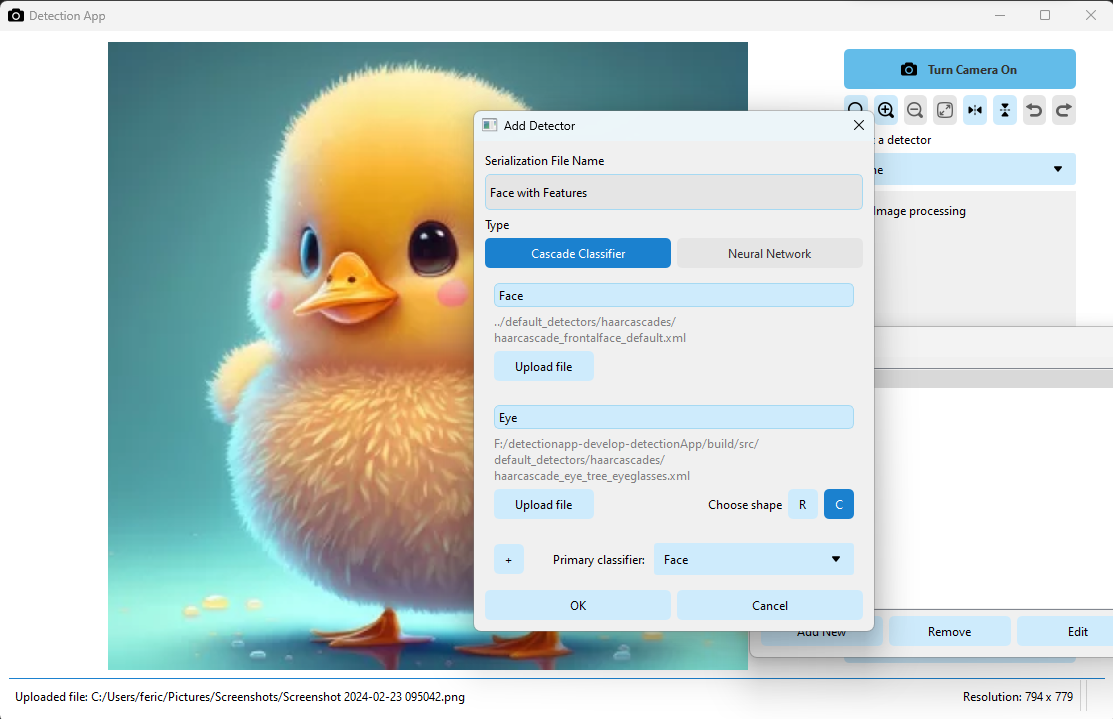 Detection App
Turn Camera On
Add Detector
a detector
Serialization File Name
Face with Features
Image processing
Type
Cascade Classifier
Neural Network
Face
../default_detectors/haarcascades/
haarcascade_frontalface_default.xml
Upload file
Eye
F:/detectionapp-develop-detectionApp/build/src/
default_detectors/haarcascades/
haarcascade_eye_tree_eyeglasses.xml
Upload file
Choose shape
R
C
+
Primary classifier:
Face
OK
Cancel
Add New
Remove
Edit
Uploaded file: C:/Users/feric/Pictures/Screenshots/Screenshot 2024-02-23 095042.png
Resolution: 794 x 779